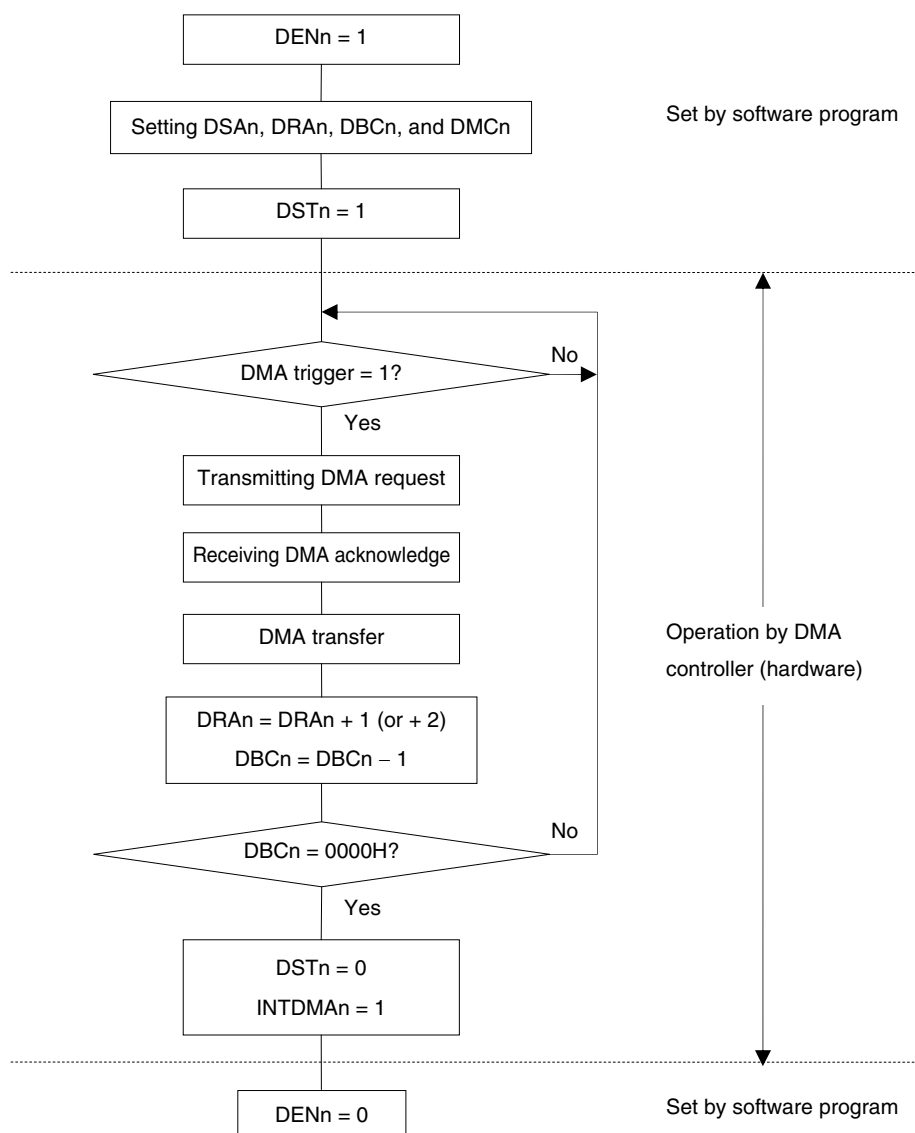 DENn = 1
Setting DSAn, DRAn, DBCn, and DMCn
Set by software program
DSTn = 1
DMA trigger = 1?
No
Yes
Transmitting DMA request
Receiving DMA acknowledge
DMA transfer
Operation by DMA
controller (hardware)
DRAn = DRAn + 1 (or + 2)
DBCn = DBCn − 1
DBCn = 0000H?
No
Yes
DSTn = 0
INTDMAn = 1
DENn = 0
Set by software program